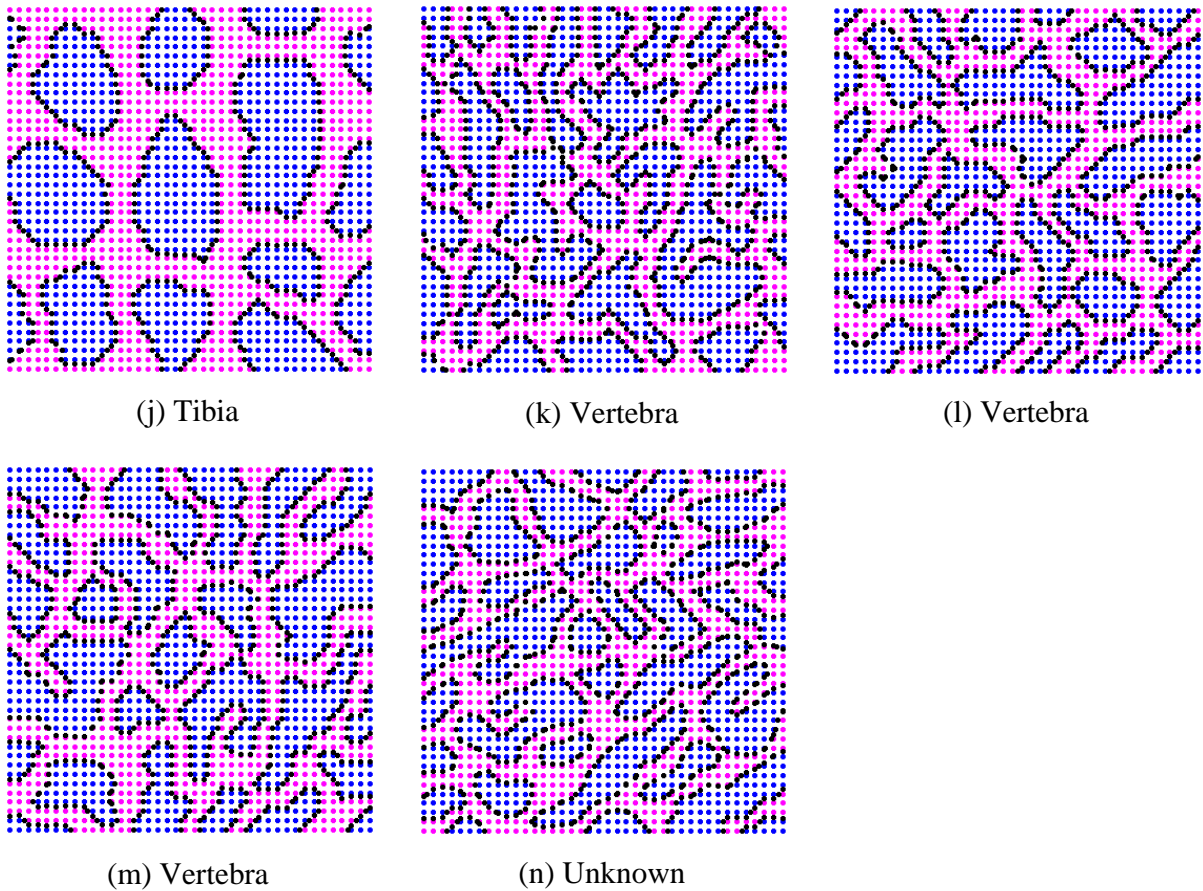 (j) Tibia
(k) Vertebra
(l) Vertebra
(m) Vertebra
(n) Unknown